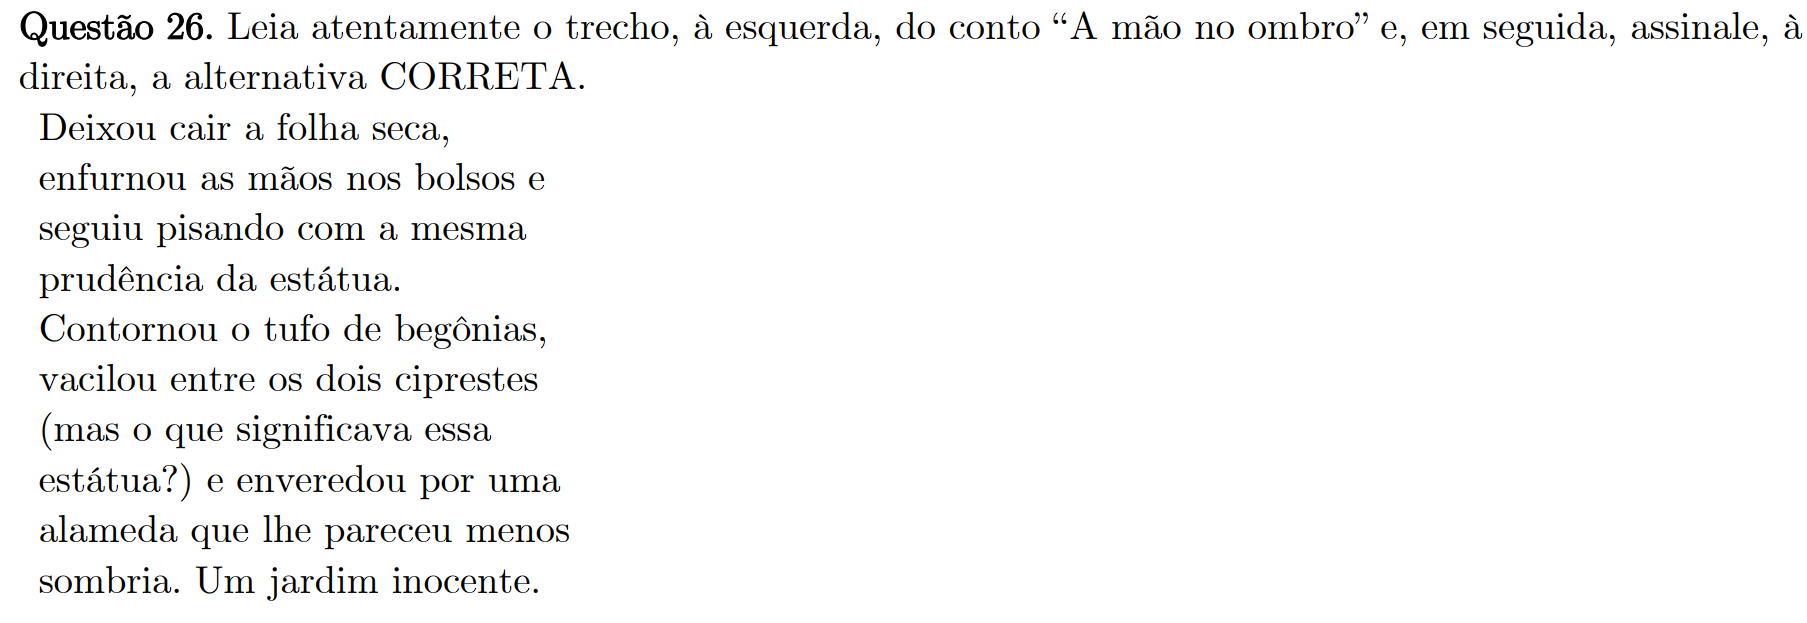 Questão 26. Leia atentamente o trecho, à esquerda, do conto “A mão no ombro” e, em seguida, assinale, à
direita, a alternativa CORRETA.
Deixou cair a folha seca,
enfurnou as mãos nos bolsos e
seguiu pisando com a mesma
prudência da estátua.
Contornou o tufo de begônias,
vacilou entre os dois ciprestes
(mas o que significava essa
estátua?) e enveredou por uma
alameda que lhe pareceu menos
sombria. Um jardim inocente.